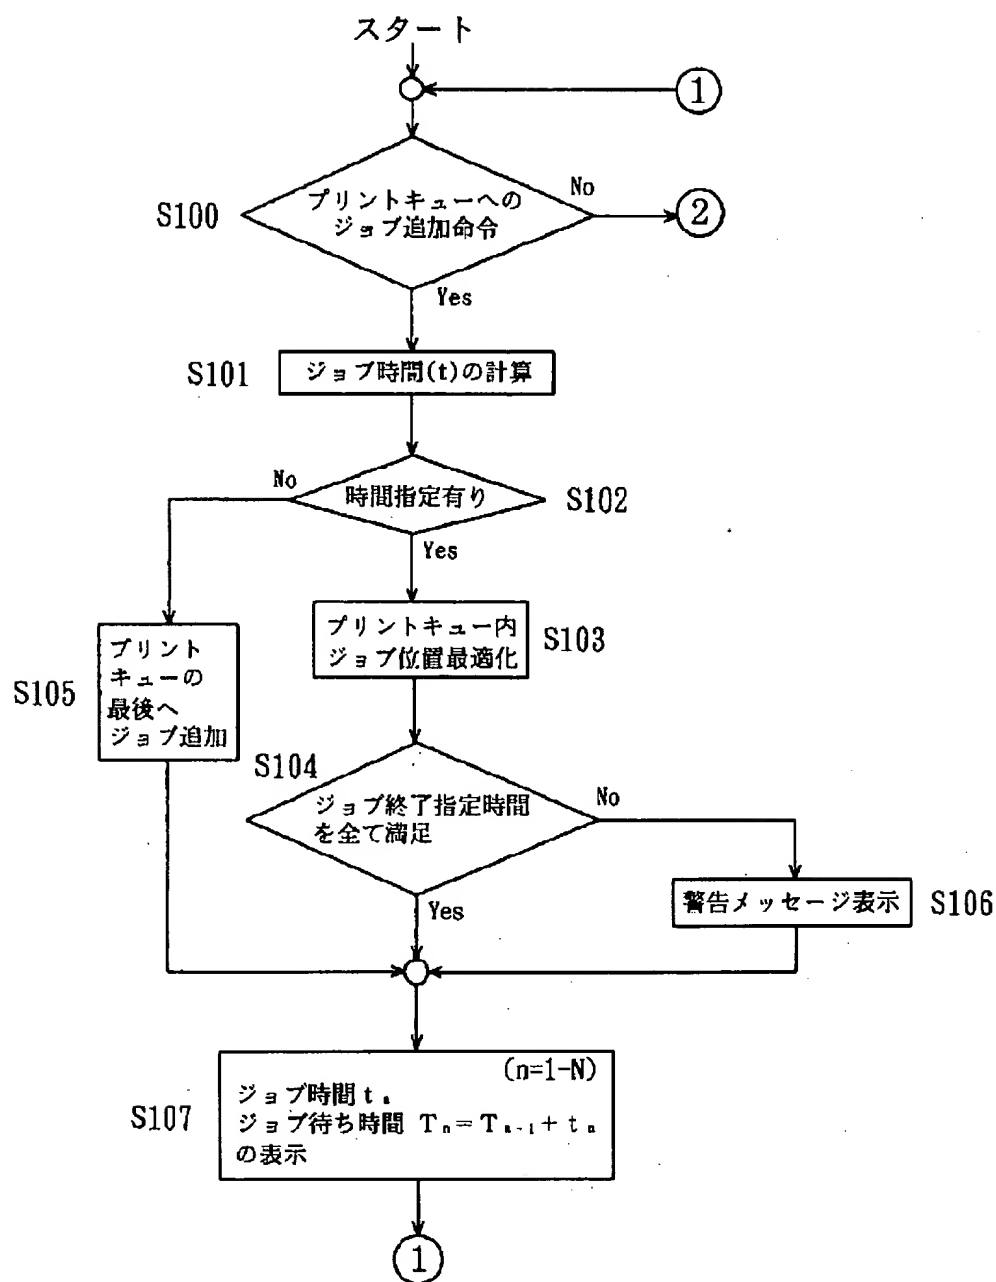 スタート
①
S100
プリントキューへの
ジョブ追加命令
No
②
Yes
S101
ジョブ時間(t)の計算
No
時間指定有り
S102
Yes
プリントキュー内
ジョブ位置最適化
S103
S105
プリント
キューの
最後へ
ジョブ追加
S104
ジョブ終了指定時間
を全て満足
No
Yes
警告メッセージ表示
S106
S107
(n=1-N)
ジョブ時間 tₙ
ジョブ待ち時間 Tₙ=Tₙ₋₁+tₙ
の表示
①